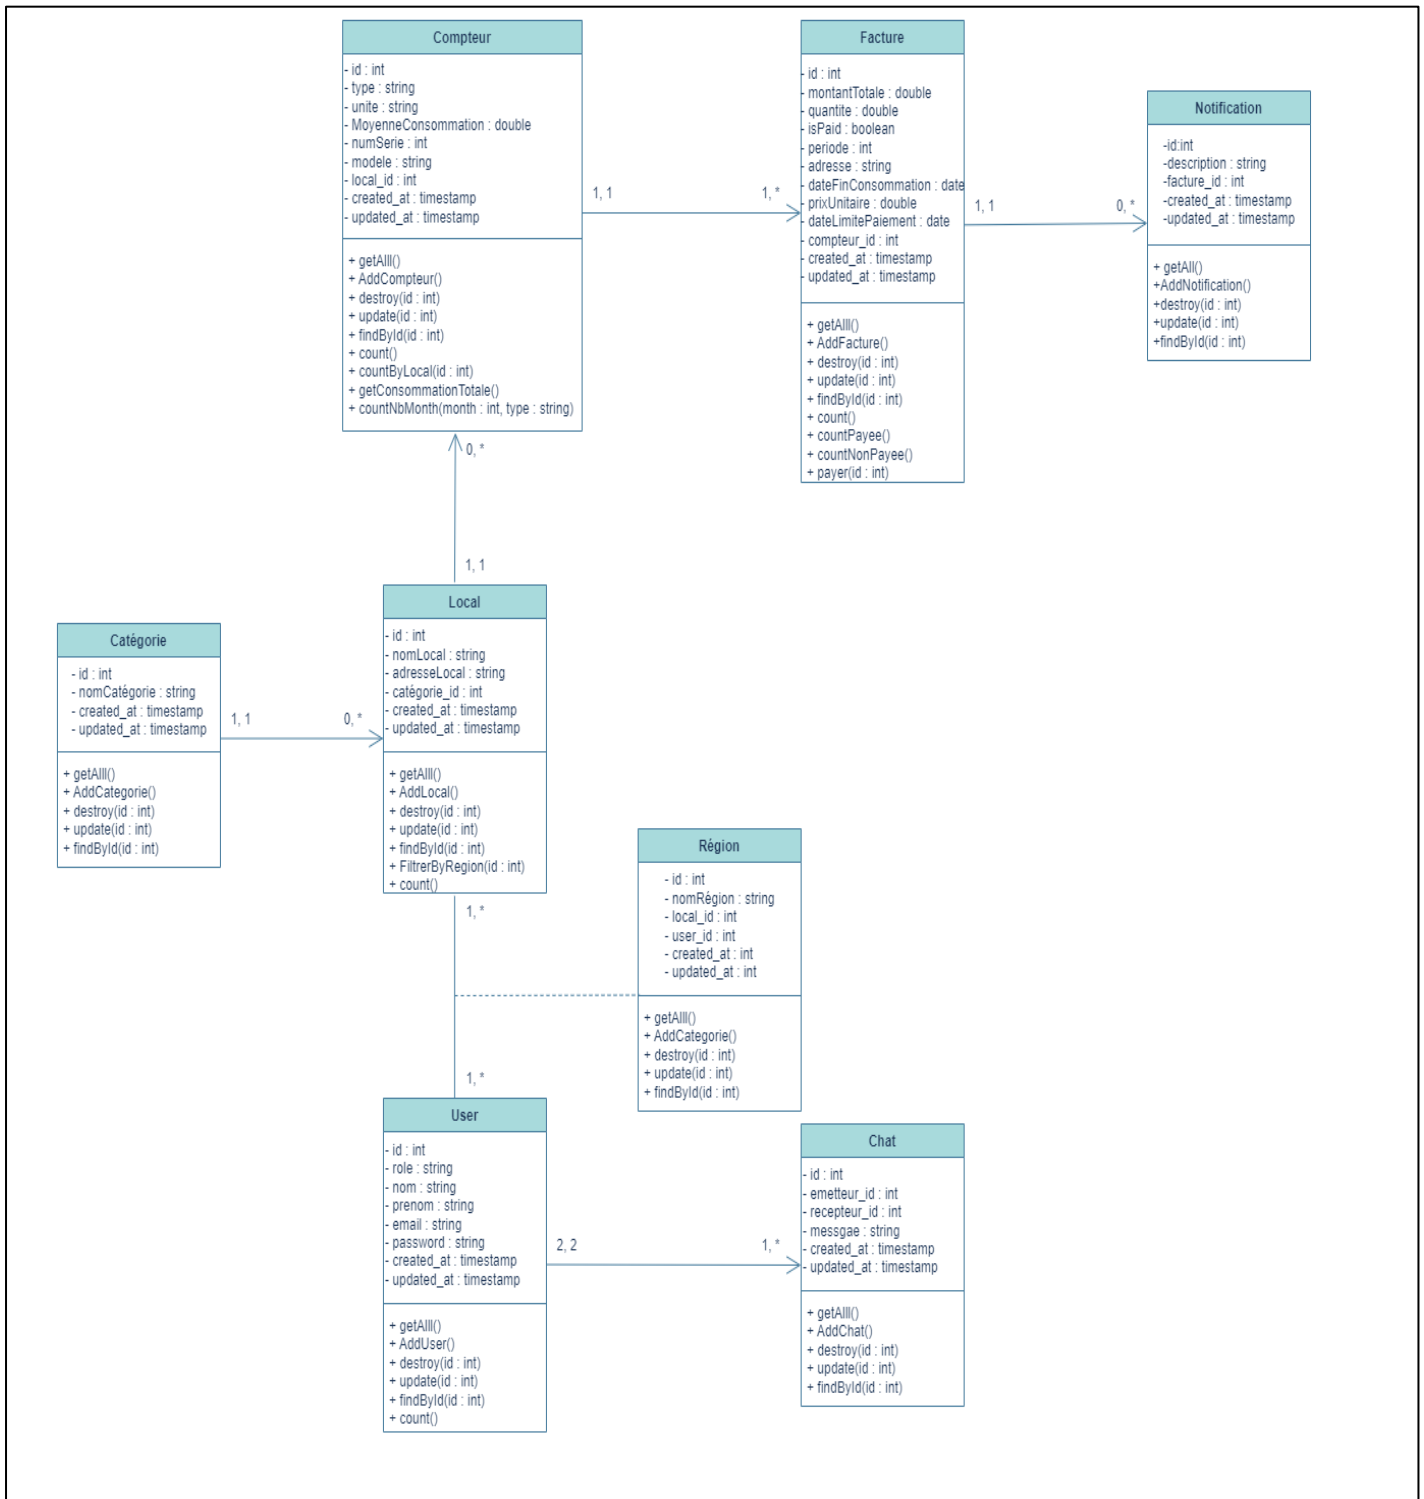 Compteur
- id : int
- type : string
- unite : string
- MoyenneConsommation : double
- numSerie : int
- modele : string
- local_id : int
- created_at : timestamp
- updated_at : timestamp
+ getAlll()
+ AddCompteur()
+ destroy(id : int)
+ update(id : int)
+ findById(id : int)
+ count()
+ countByLocal(id : int)
+ getConsommationTotale()
+ countNbMonth(month : int, type : string)
1, 1
1, *
Facture
- id : int
- montantTotale : double
- quantite : double
- isPaid : boolean
- periode : int
- adresse : string
- dateFinConsommation : date
- prixUnitaire : double
- dateLimitePaiement : date
- compteur_id : int
- created_at : timestamp
- updated_at : timestamp
+ getAlll()
+ AddFacture()
+ destroy(id : int)
+ update(id : int)
+ findById(id : int)
+ count()
+ countPayee()
+ countNonPayee()
+ payer(id : int)
1, 1
0, *
Notification
-id:int
-description : string
-facture_id : int
-created_at : timestamp
-updated_at : timestamp
+ getAll()
+AddNotification()
+destroy(id : int)
+update(id : int)
+findById(id : int)
0, *
1, 1
Catégorie
- id : int
- nomCatégorie : string
- created_at : timestamp
- updated_at : timestamp
+ getAlll()
+ AddCategorie()
+ destroy(id : int)
+ update(id : int)
+ findById(id : int)
1, 1
0, *
Local
- id : int
- nomLocal : string
- adresseLocal : string
- catégorie_id : int
- created_at : timestamp
- updated_at : timestamp
+ getAlll()
+ AddLocal()
+ destroy(id : int)
+ update(id : int)
+ findById(id : int)
+ FiltrerByRegion(id : int)
+ count()
1, *
1, *
Région
- id : int
- nomRégion : string
- local_id : int
- user_id : int
- created_at : int
- updated_at : int
+ getAlll()
+ AddCategorie()
+ destroy(id : int)
+ update(id : int)
+ findById(id : int)
User
- id : int
- role : string
- nom : string
- prenom : string
- email : string
- password : string
- created_at : timestamp
- updated_at : timestamp
+ getAlll()
+ AddUser()
+ destroy(id : int)
+ update(id : int)
+ findById(id : int)
+ count()
2, 2
1, *
Chat
- id : int
- emetteur_id : int
- recepteur_id : int
- messgae : string
- created_at : timestamp
- updated_at : timestamp
+ getAlll()
+ AddChat()
+ destroy(id : int)
+ update(id : int)
+ findById(id : int)